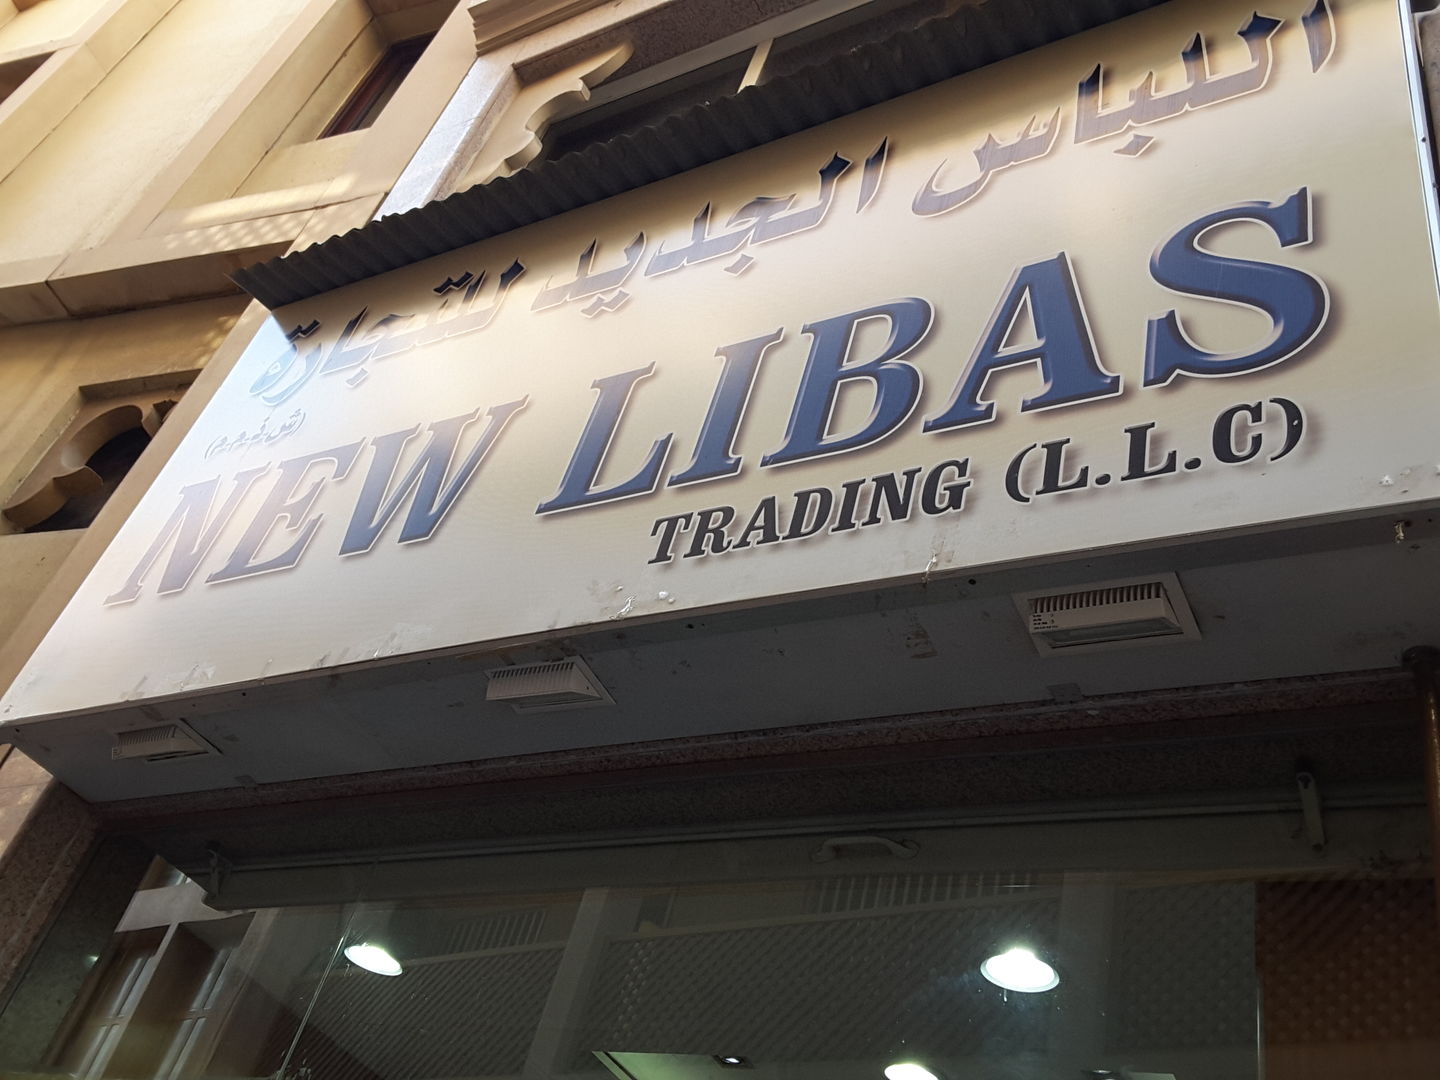 اللباس الجديد للتجارة
(ش.ذ.م.م)
NEW LIBAS
TRADING (L.L.C)